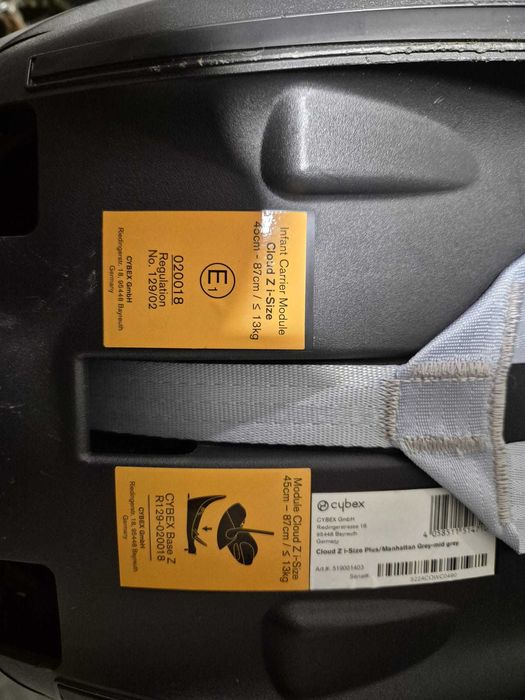 Infant Carrier Module
Cloud Z i-Size
45cm - 87cm / ≤ 13kg
E1
020018
Regulation
No. 129/02
CYBEX GmbH
Riedingerstr. 18, 95448 Bayreuth
Germany
Module Cloud Z i-Size
45cm - 87cm / ≤ 13kg
CYBEX Base Z
R129-020018
CYBEX GmbH
Riedingerstr. 18, 95448 Bayreuth
Germany
cybex
CYBEX GmbH
Riedingerstrasse 18
95448 Bayreuth
Germany
Cloud Z i-Size Plus/Manhattan Grey-mid grey
Art.#: 519001403
Serial#: